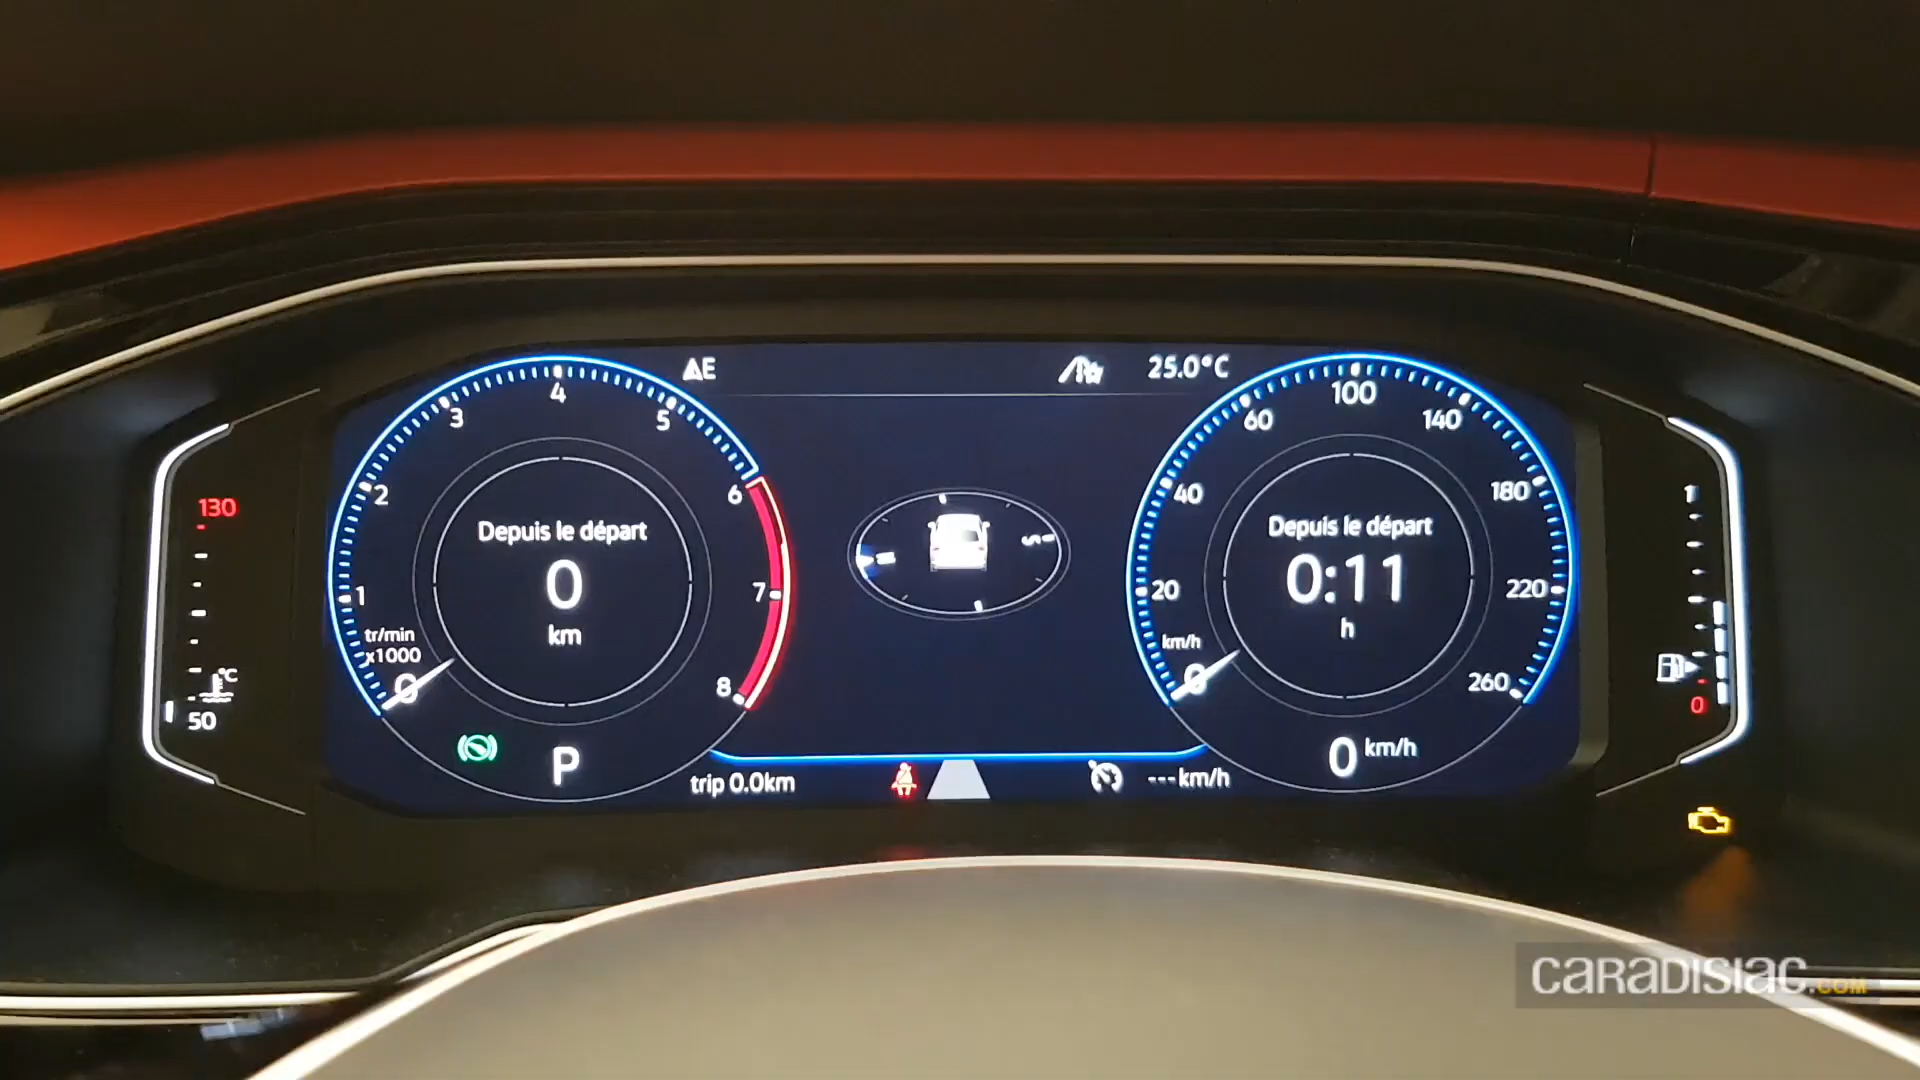 E
25.0°C
4
3
5
2
6
1
7
tr/min
x1000
0
8
Depuis le départ
0
km
P
130
°C
50
100
60
140
40
180
20
220
km/h
0
260
Depuis le départ
0:11
h
0 km/h
1
0
trip 0.0km
--- km/h
CARADISIAC.COM